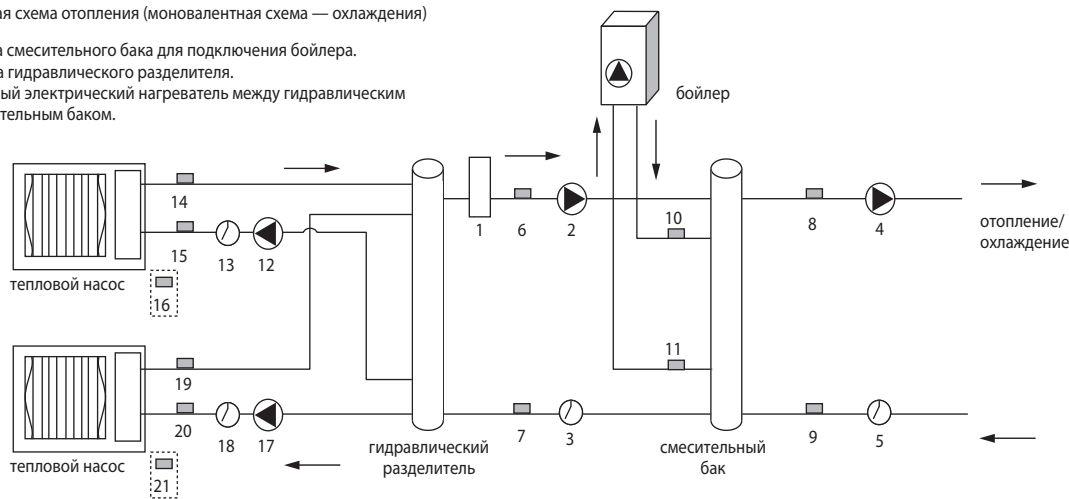 ая схема отопления (моновалентная схема — охлаждения)
а смесительного бака для подключения бойлера.
а гидравлического разделителя.
ый электрический нагреватель между гидравлическим
тельным баком.
бойлер
14
15
13
12
тепловой насос
16
1
6
2
10
8
4
отопление/
охлаждение
11
19
20
18
17
тепловой насос
21
7
3
9
5
гидравлический
разделитель
смесительный
бак